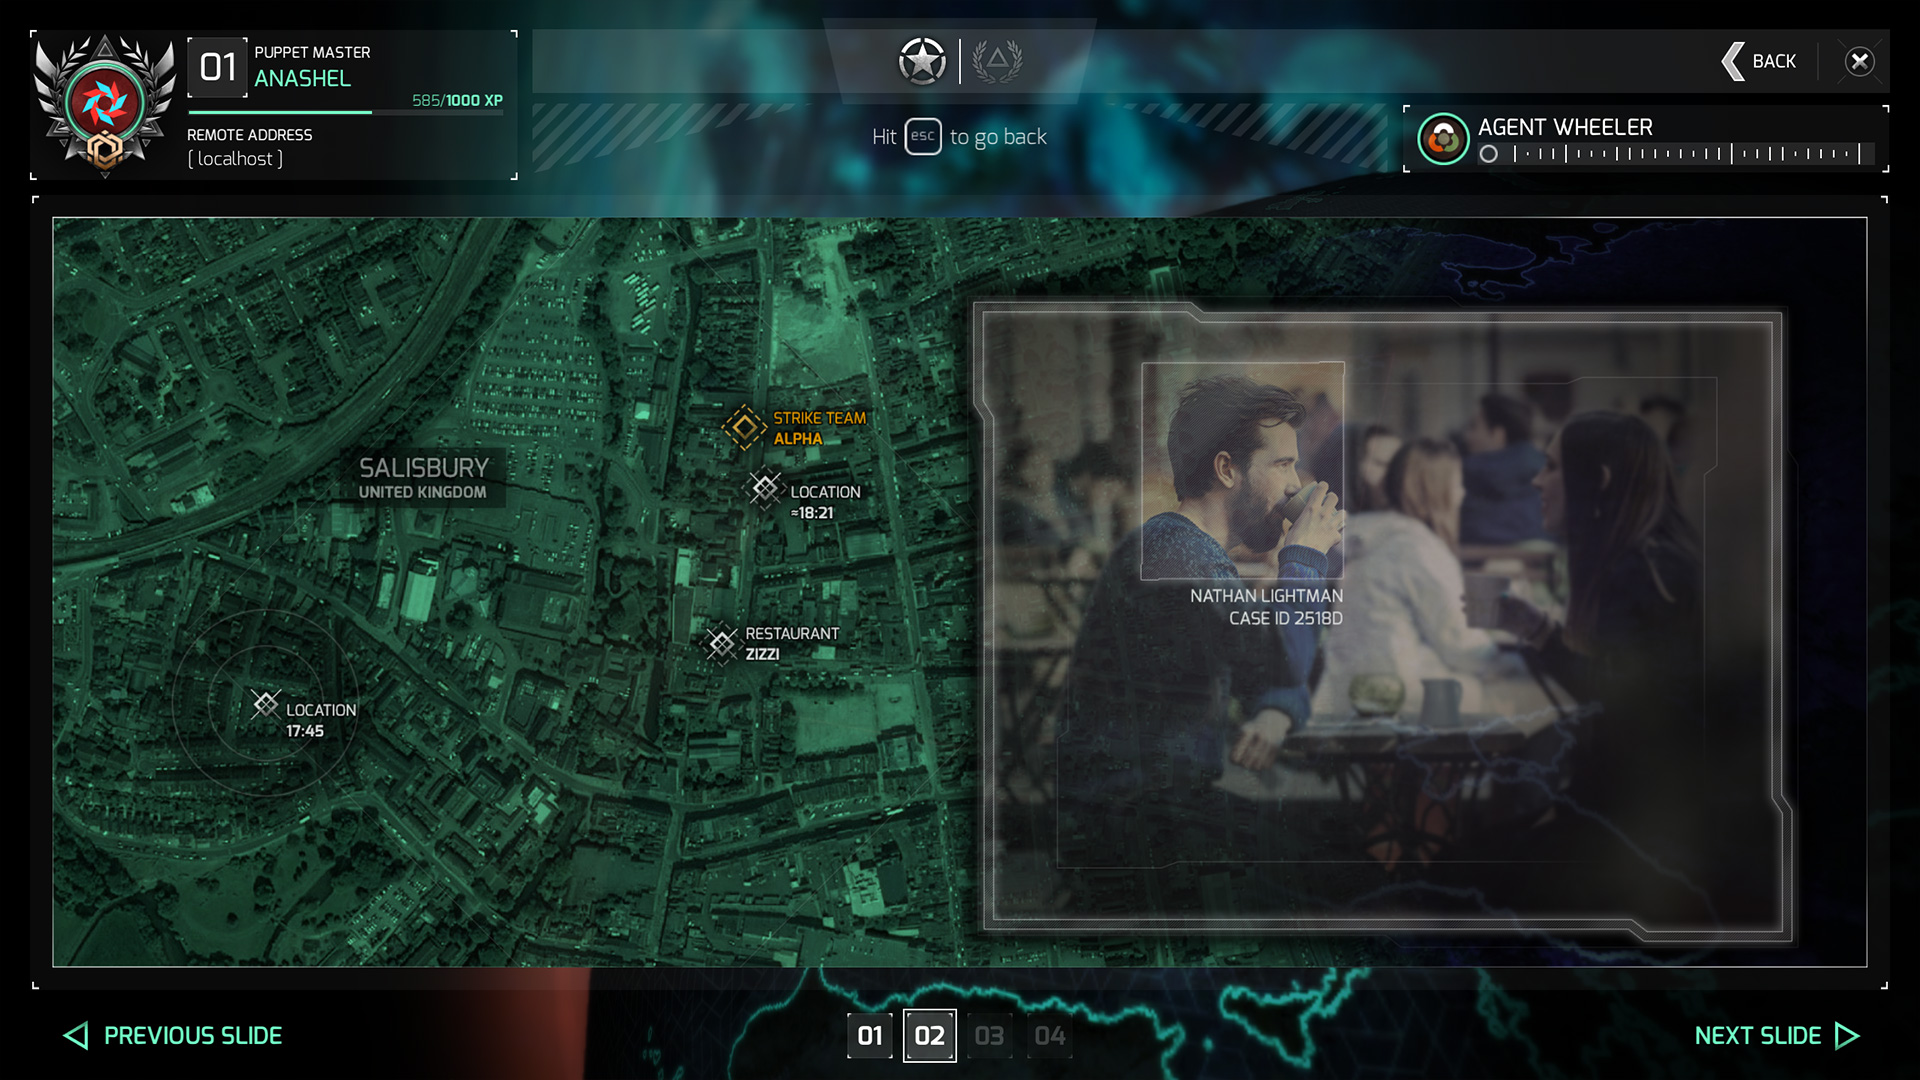 01
PUPPET MASTER
ANASHEL
585/1000 XP
REMOTE ADDRESS
[ localhost ]
Hit esc to go back
BACK
AGENT WHEELER
STRIKE TEAM
ALPHA
SALISBURY
UNITED KINGDOM
LOCATION
≈18:21
RESTAURANT
ZIZZI
LOCATION
17:45
NATHAN LIGHTMAN
CASE ID 2518D
PREVIOUS SLIDE
01 02 03 04
NEXT SLIDE